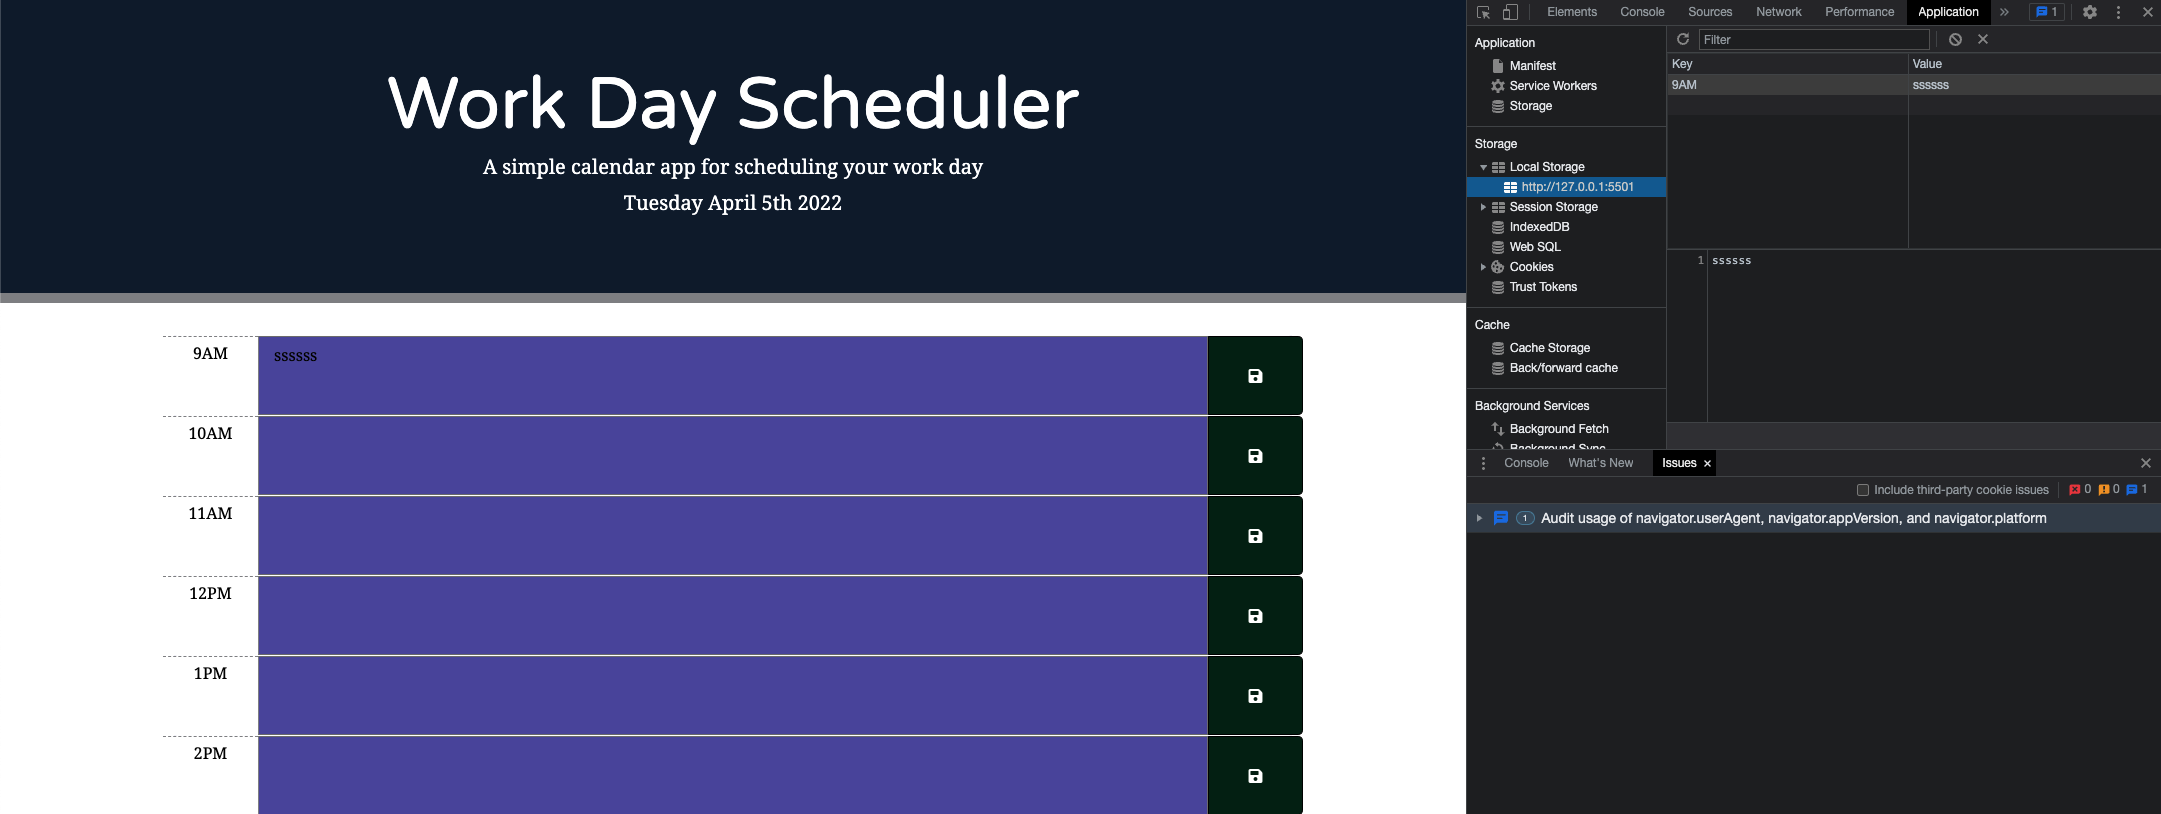 Work Day Scheduler
A simple calendar app for scheduling your work day
Tuesday April 5th 2022
9AM
ssssss
10AM
11AM
12PM
1PM
2PM
Elements Console Sources Network Performance Application 1
Application
Manifest
Service Workers
Storage
Storage
Local Storage
http://127.0.0.1:5501
Session Storage
IndexedDB
Web SQL
Cookies
Trust Tokens
Cache
Cache Storage
Back/forward cache
Background Services
Background Fetch
Background Sync
Filter
Key Value
9AM ssssss
1 ssssss
Console What's New Issues
Include third-party cookie issues 0 0 1
1 Audit usage of navigator.userAgent, navigator.appVersion, and navigator.platform